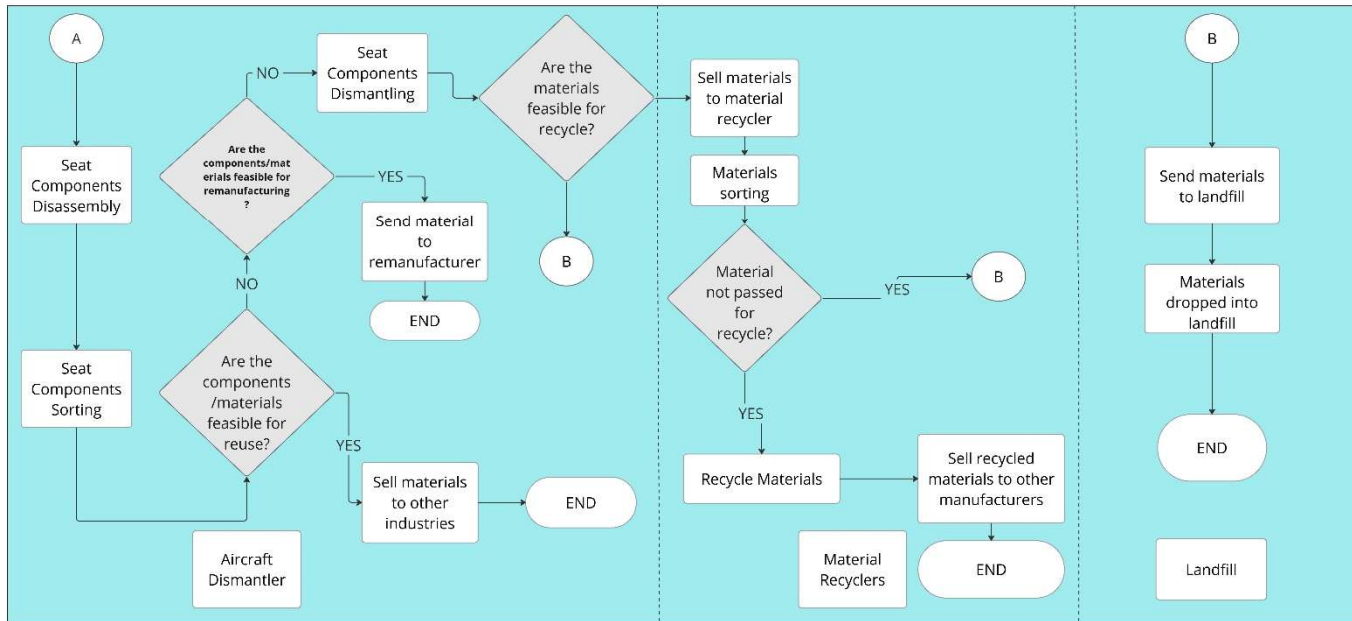 A
Seat
Components
Disassembly
Seat
Components
Sorting
Are the
components
/materials
feasible for
reuse?
YES
Sell materials
to other
industries
END
NO
Are the
components/mat
erials feasible for
remanufacturing
?
YES
Send material
to
remanufacturer
END
NO
Seat
Components
Dismantling
Are the
materials
feasible for
recycle?
B
Aircraft
Dismantler
Sell materials
to material
recycler
Materials
sorting
Material
not passed
for
recycle?
YES
B
YES
Recycle Materials
Sell recycled
materials to other
manufacturers
END
Material
Recyclers
B
Send materials
to landfill
Materials
dropped into
landfill
END
Landfill